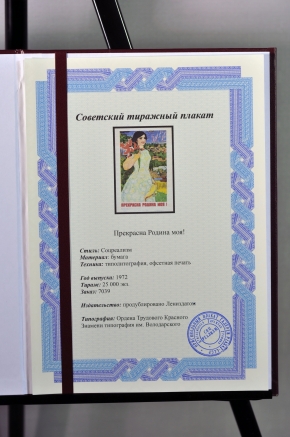 Советский тиражный плакат
ПРЕКРАСНА РОДИНА МОЯ!
Прекрасна Родина моя!
Стиль: Соцреализм
Материал: бумага
Техника: типолитография, офсетная печать
Год выпуска: 1972
Тираж: 25 000 экз.
Заказ: 7039
Издательство: продублировано Лениздатом
Типография: Ордена Трудового Красного
Знамени типография им. Володарского